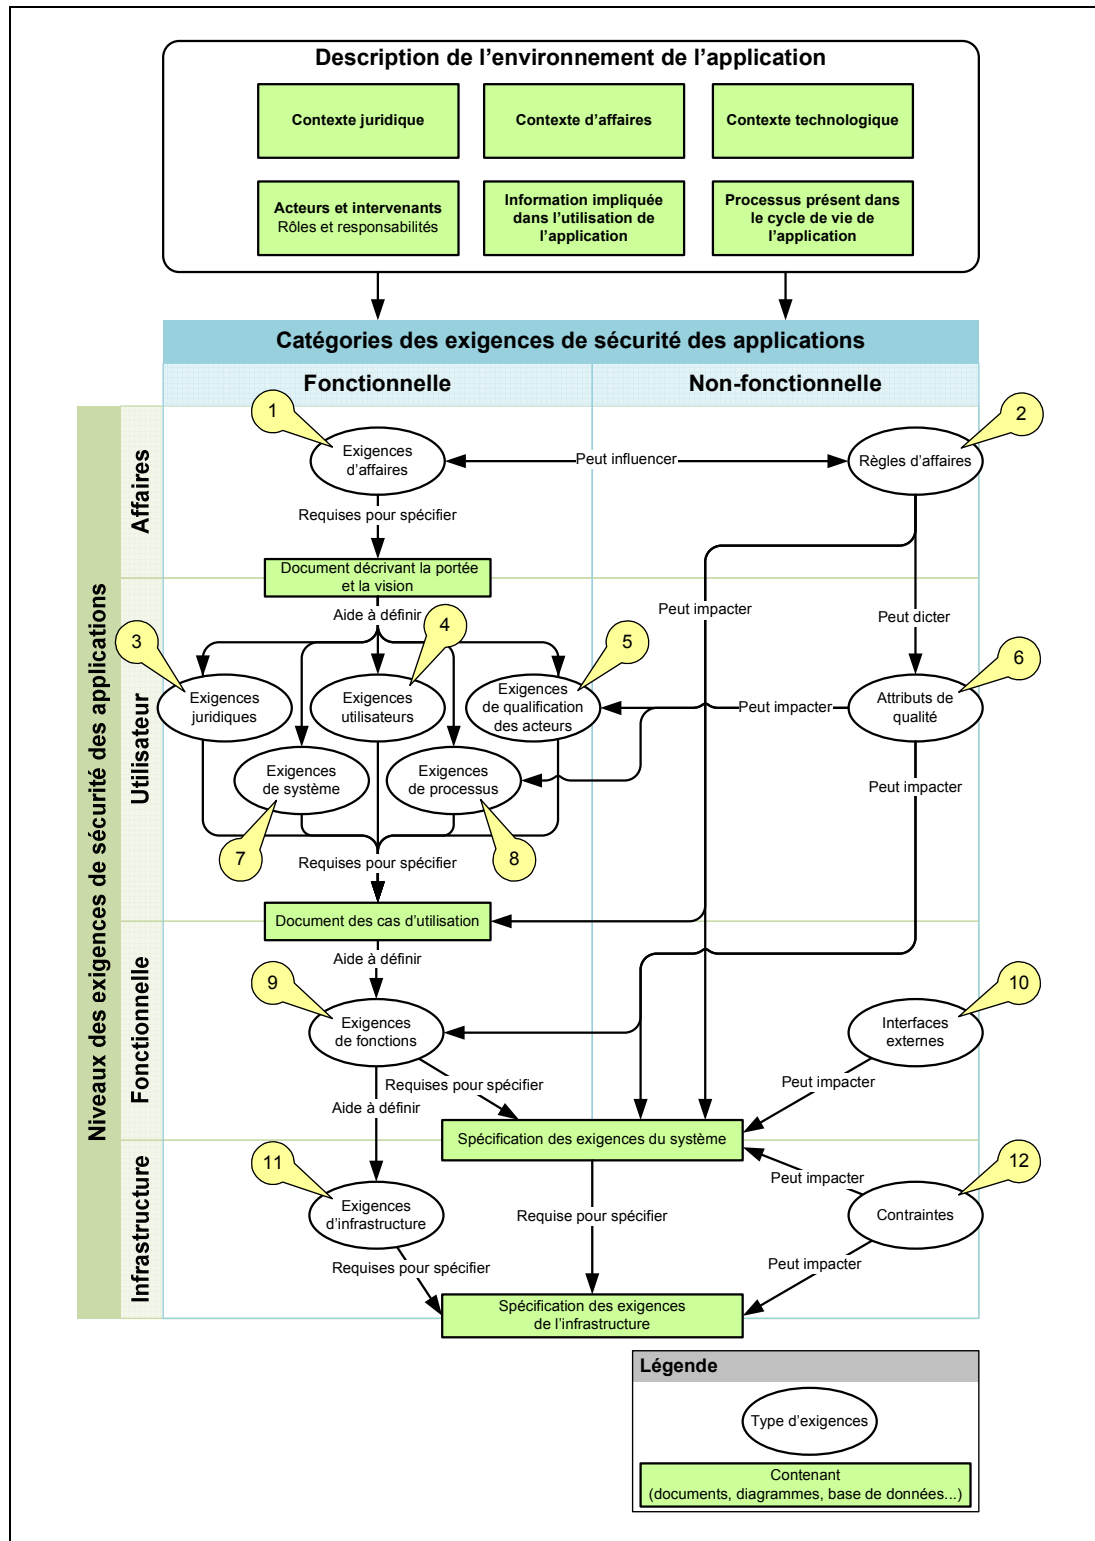 Description de l'environnement de l'application
Contexte juridique
Contexte d'affaires
Contexte technologique
Acteurs et intervenants
Rôles et responsabilités
Information impliquée
dans l'utilisation de
l'application
Processus présent dans
le cycle de vie de
l'application
Catégories des exigences de sécurité des applications
Fonctionnelle
Non-fonctionnelle
Niveaux des exigences de sécurité des applications
Affaires
1
Exigences
d'affaires
Peut influencer
2
Règles d'affaires
Requises pour spécifier
Document décrivant la portée
et la vision
Peut impacter
Peut dicter
Utilisateur
Aide à définir
3
Exigences
juridiques
4
Exigences
utilisateurs
5
Exigences
de qualification
des acteurs
Peut impacter
6
Attributs de
qualité
Exigences
de système
7
Exigences
de processus
8
Peut impacter
Requises pour spécifier
Document des cas d'utilisation
Fonctionnelle
Aide à définir
9
Exigences
de fonctions
10
Interfaces
externes
Requises pour spécifier
Peut impacter
Aide à définir
Spécification des exigences du système
Infrastructure
11
Exigences
d'infrastructure
Requise pour spécifier
Peut impacter
12
Contraintes
Requises pour spécifier
Peut impacter
Spécification des exigences
de l'infrastructure
Légende
Type d'exigences
Contenant
(documents, diagrammes, base de données...)